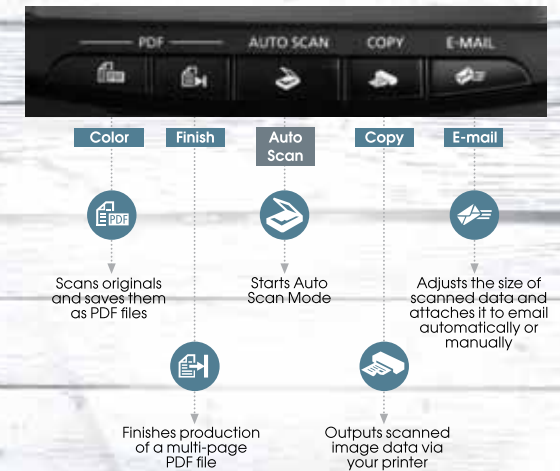 PDF
AUTO SCAN
COPY
E-MAIL
PDF
Color
Finish
Auto
Scan
Copy
E-mail
PDF
Scans originals
and saves them
as PDF files
Starts Auto
Scan Mode
Adjusts the size of
scanned data and
attaches it to email
automatically or
manually
Finishes production
of a multi-page
PDF file
Outputs scanned
image data via
your printer